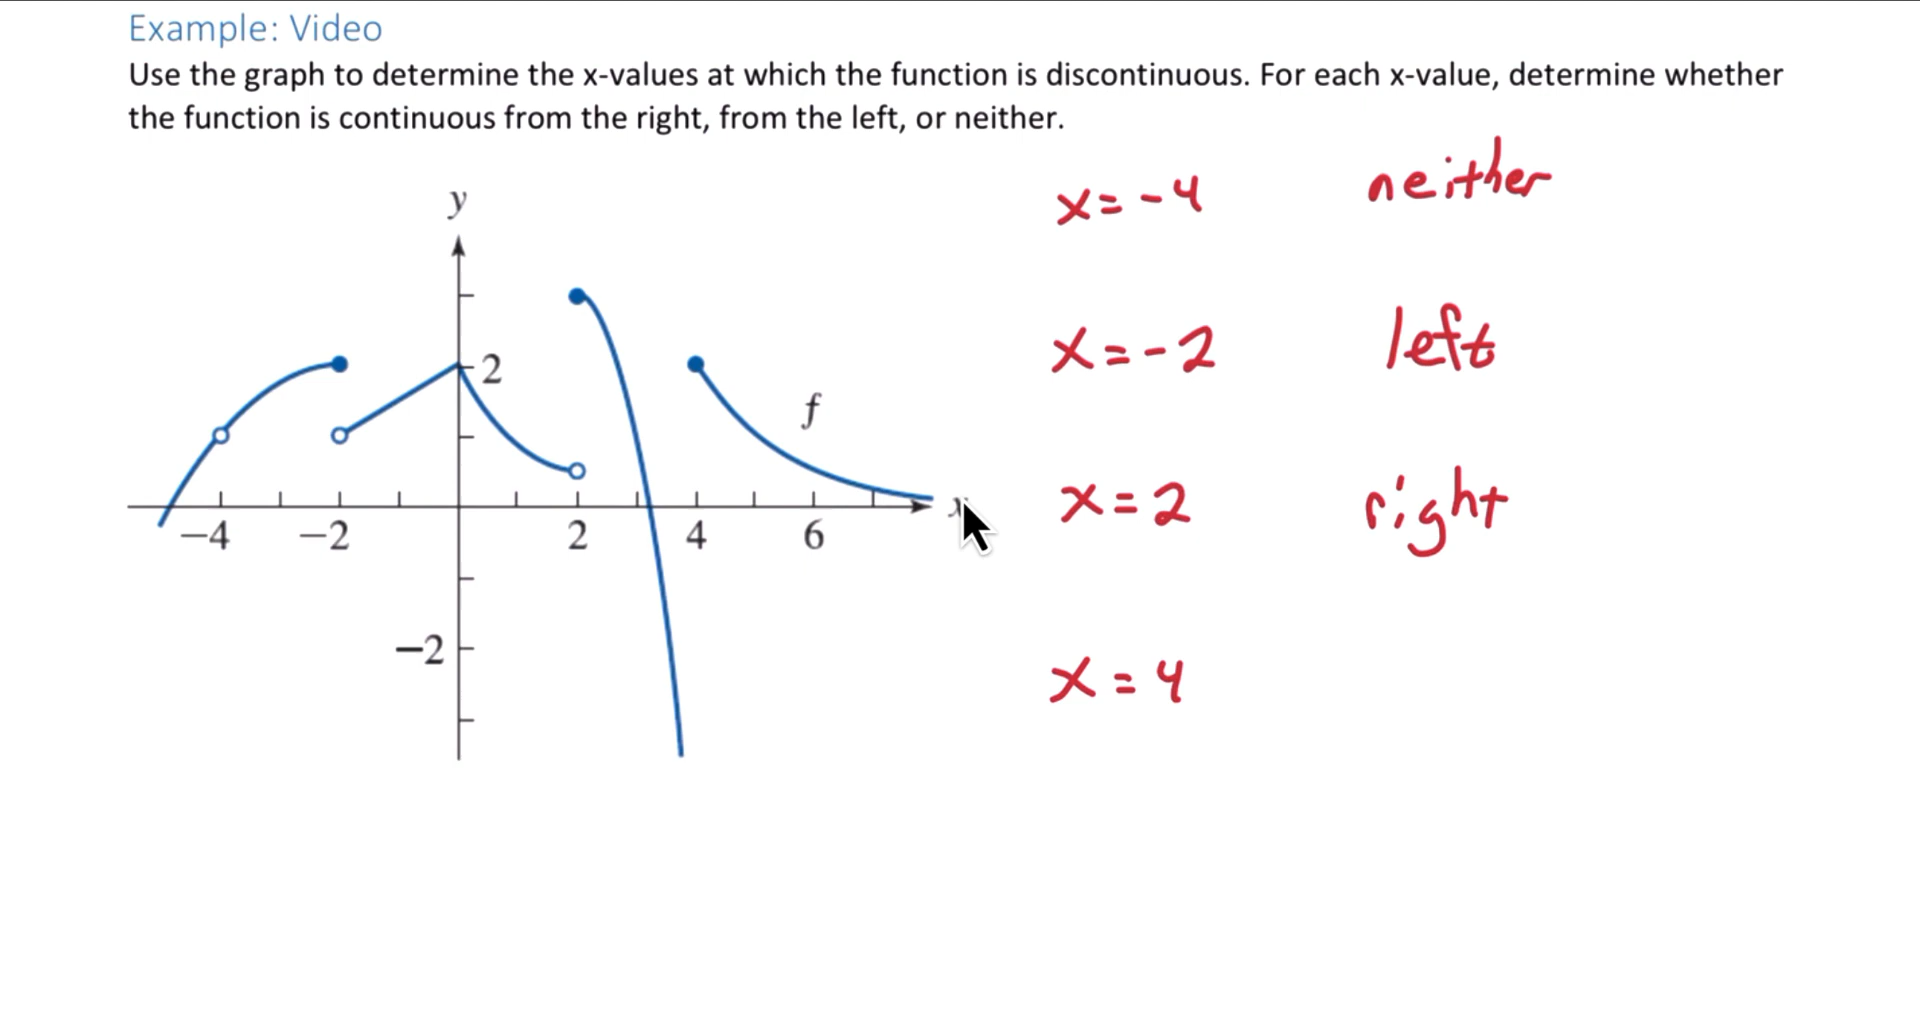 Example: Video
Use the graph to determine the x-values at which the function is discontinuous. For each x-value, determine whether
the function is continuous from the right, from the left, or neither.
x = -4 neither
y
x = -2 left
2
f
x = 2 right
x
−4 −2 2 4 6
−2
x = 4